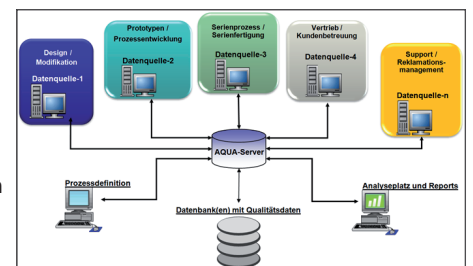 Design /
Modifikation
Datenquelle-1
Prototypen /
Prozessentwicklung
Datenquelle-2
Serienprozess /
Serienfertigung
Datenquelle-3
Vertrieb /
Kundenbetreuung
Datenquelle-4
Support /
Reklamations-
management
Datenquelle-n
AQUA-Server
Prozessdefinition
Datenbank(en) mit Qualitätsdaten
Analyseplatz und Reports